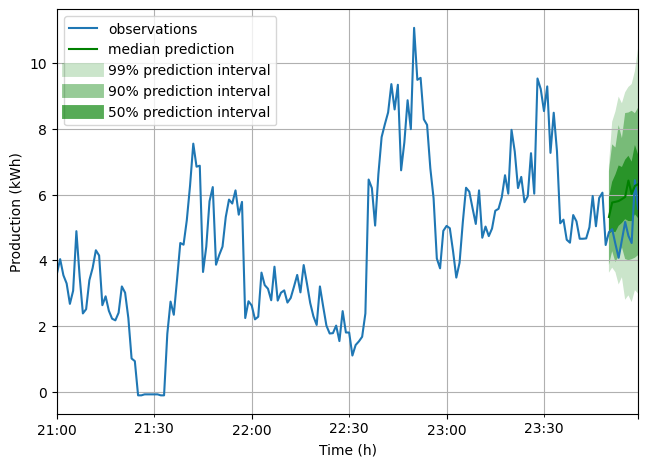 observations
median prediction
99% prediction interval
90% prediction interval
50% prediction interval
Production (kWh)
10
8
6
4
2
0
21:00
21:30
22:00
22:30
23:00
23:30
Time (h)